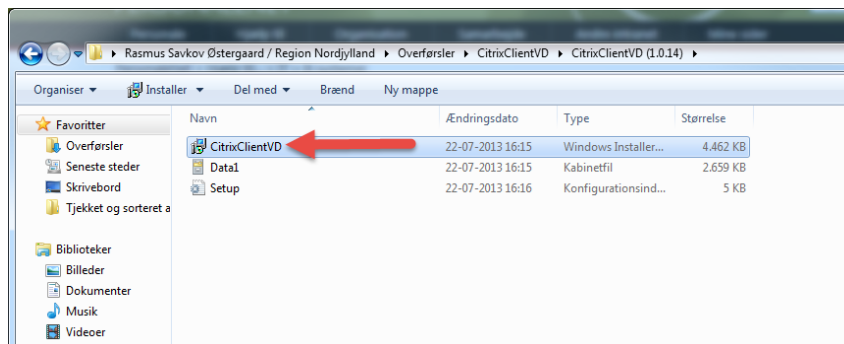 Rasmus Savkov Østergaard / Region Nordjylland Overførsler CitrixClientVD CitrixClientVD (1.0.14)
Organiser Installer Del med Brænd Ny mappe
Navn Ændringsdato Type Størrelse
Favoritter
Overførsler
Seneste steder
Skrivebord
Tjekket og sorteret a
Biblioteker
Billeder
Dokumenter
Musik
Videoer
CitrixClientVD 22-07-2013 16:15 Windows Installer... 4.462 KB
Data1 22-07-2013 16:15 Kabinetfil 2.659 KB
Setup 22-07-2013 16:16 Konfigurationsind... 5 KB